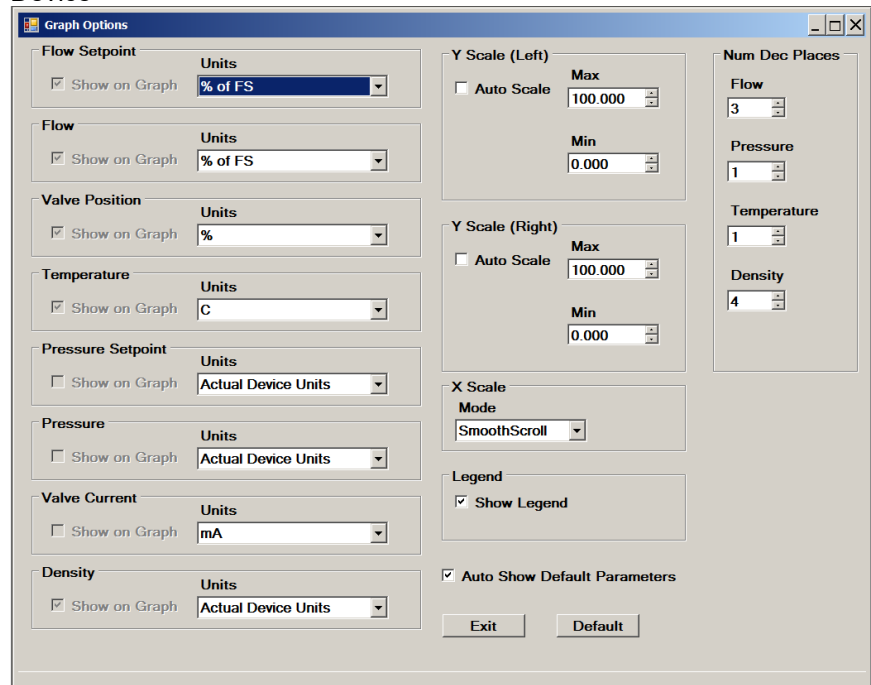 Graph Options
Flow Setpoint
Units
Show on Graph
% of FS
Flow
Units
Show on Graph
% of FS
Valve Position
Units
Show on Graph
%
Temperature
Units
Show on Graph
C
Pressure Setpoint
Units
Show on Graph
Actual Device Units
Pressure
Units
Show on Graph
Actual Device Units
Valve Current
Units
Show on Graph
mA
Density
Units
Show on Graph
Actual Device Units
Y Scale (Left)
Auto Scale
Max
100.000
Min
0.000
Y Scale (Right)
Auto Scale
Max
100.000
Min
0.000
X Scale
Mode
SmoothScroll
Legend
Show Legend
Auto Show Default Parameters
Exit
Default
Num Dec Places
Flow
3
Pressure
1
Temperature
1
Density
4